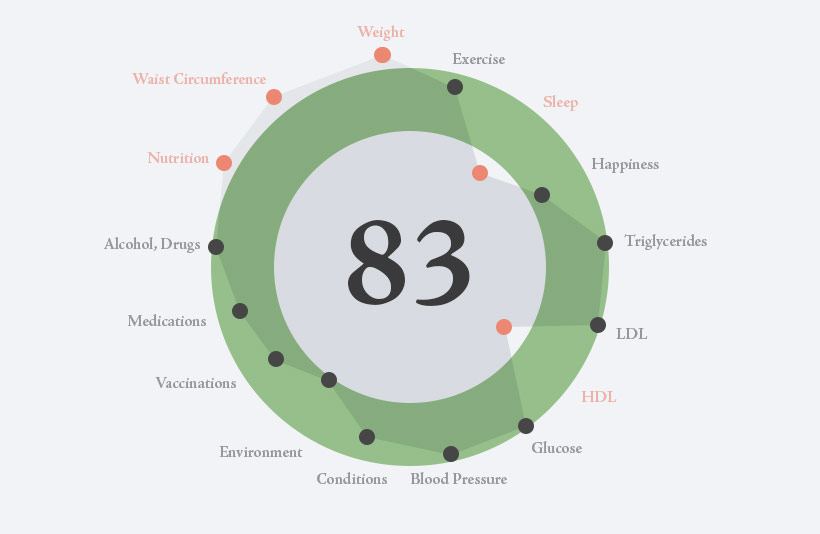 Weight
Exercise
Waist Circumference
Sleep
Nutrition
Happiness
Alcohol, Drugs
83
Triglycerides
Medications
LDL
Vaccinations
HDL
Environment
Glucose
Conditions
Blood Pressure